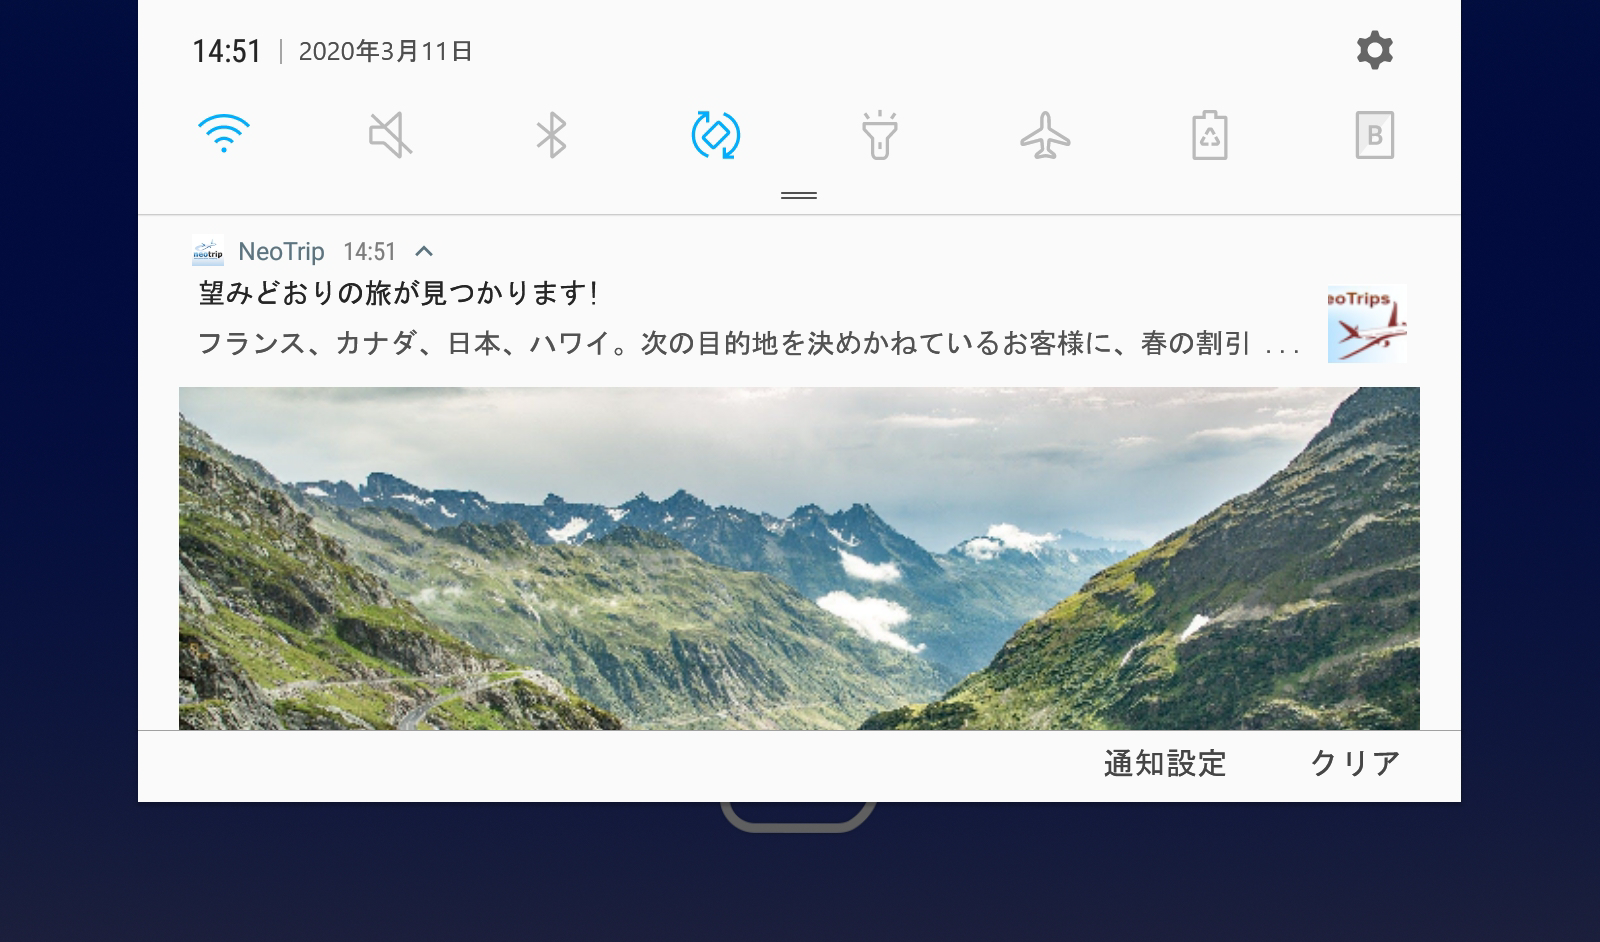 14:51 | 2020年3月11日
B
neotrip NeoTrip 14:51
望みどおりの旅が見つかります!
eoTrips
フランス、カナダ、日本、ハワイ。次の目的地を決めかねているお客様に、春の割引 ...
通知設定 クリア